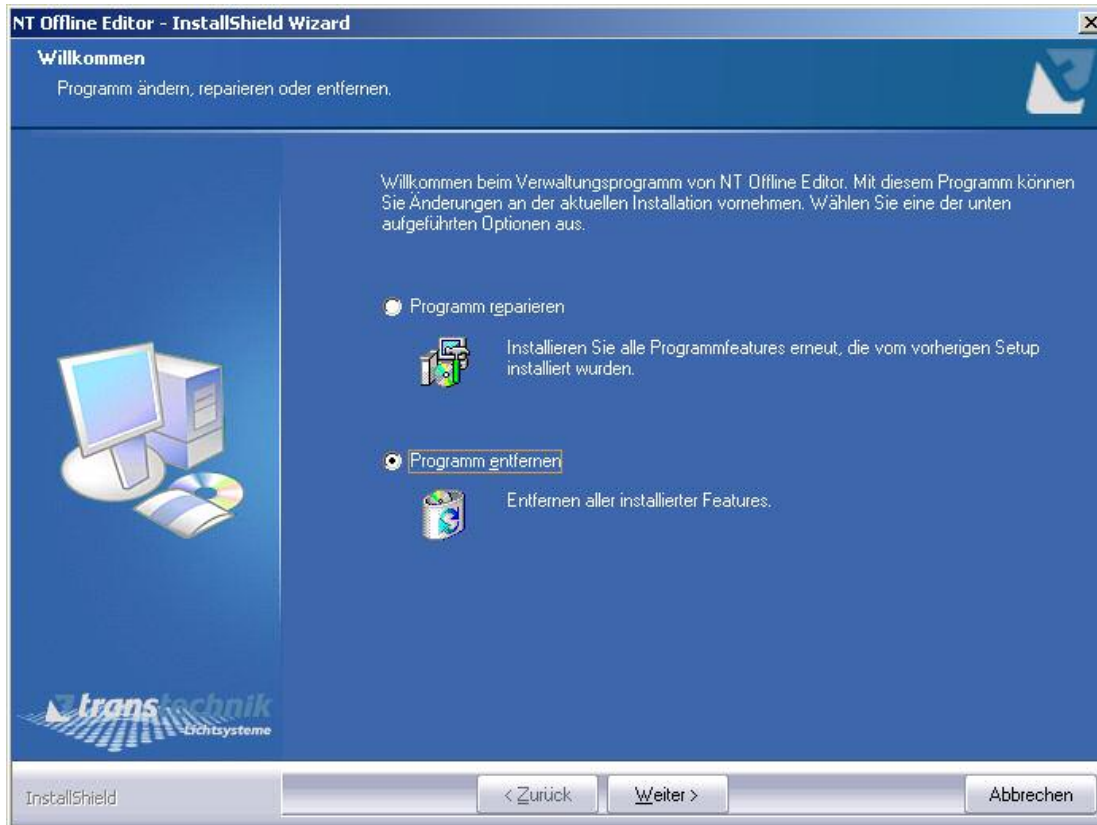 NT Offline Editor - InstallShield Wizard
Willkommen
Programm ändern, reparieren oder entfernen.
Willkommen beim Verwaltungsprogramm von NT Offline Editor. Mit diesem Programm können
Sie Änderungen an der aktuellen Installation vornehmen. Wählen Sie eine der unten
aufgeführten Optionen aus.
Programm reparieren
Installieren Sie alle Programmfeatures erneut, die vom vorherigen Setup
installiert wurden.
Programm entfernen
Entfernen aller installierter Features.
transtechnik
Lichtsysteme
InstallShield
< Zurück
Weiter >
Abbrechen